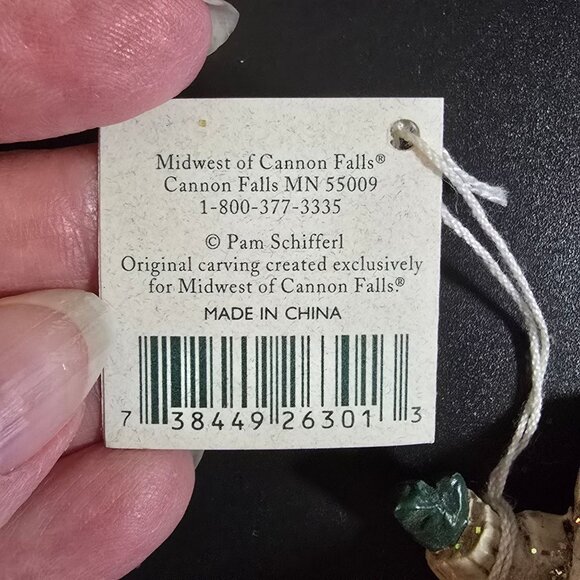 Midwest of Cannon Falls®
Cannon Falls MN 55009
1-800-377-3335
© Pam Schifferl
Original carving created exclusively
for Midwest of Cannon Falls.®
MADE IN CHINA
7 38449 26301 3